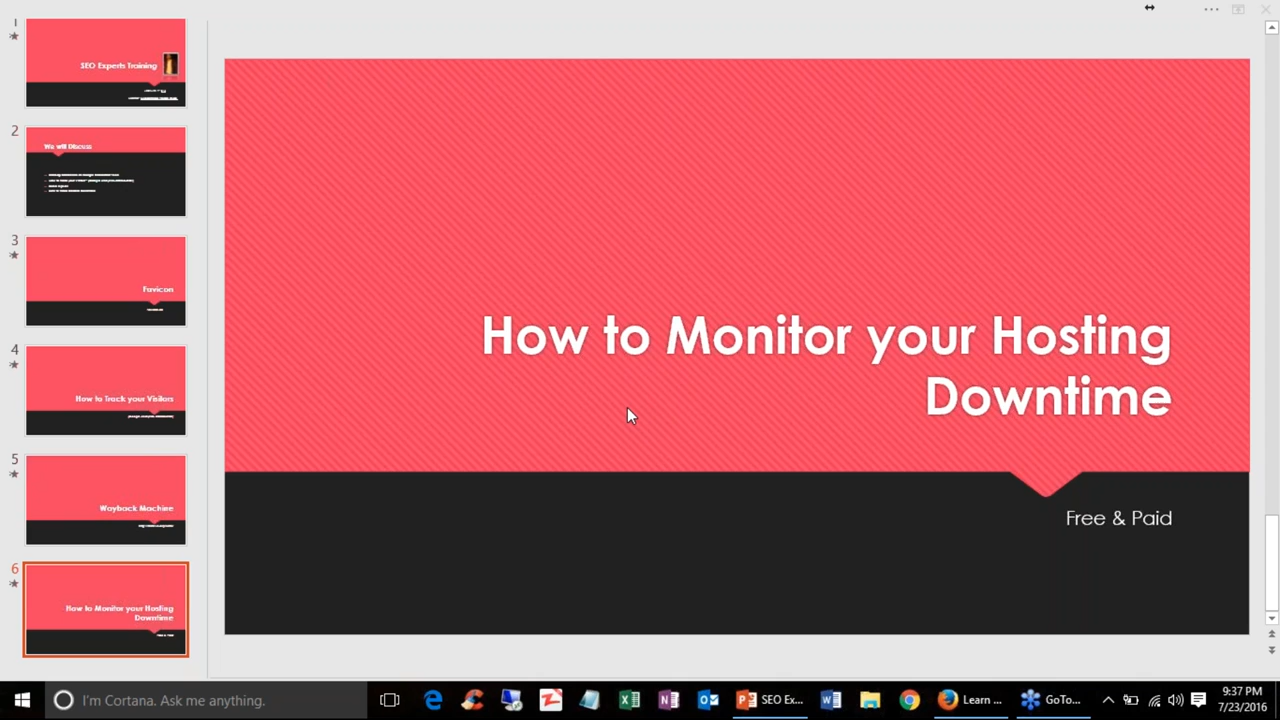 1
SEO Experts Training
2
We will Discuss
3
Favicon
4
How to Track your Visitors
5
Wayback Machine
6
How to Monitor your Hosting
Downtime
Free & Paid
How to Monitor your Hosting
Downtime
Free & Paid
I'm Cortana. Ask me anything.
SEO Ex...
Learn ...
GoTo...
9:37 PM
7/23/2016